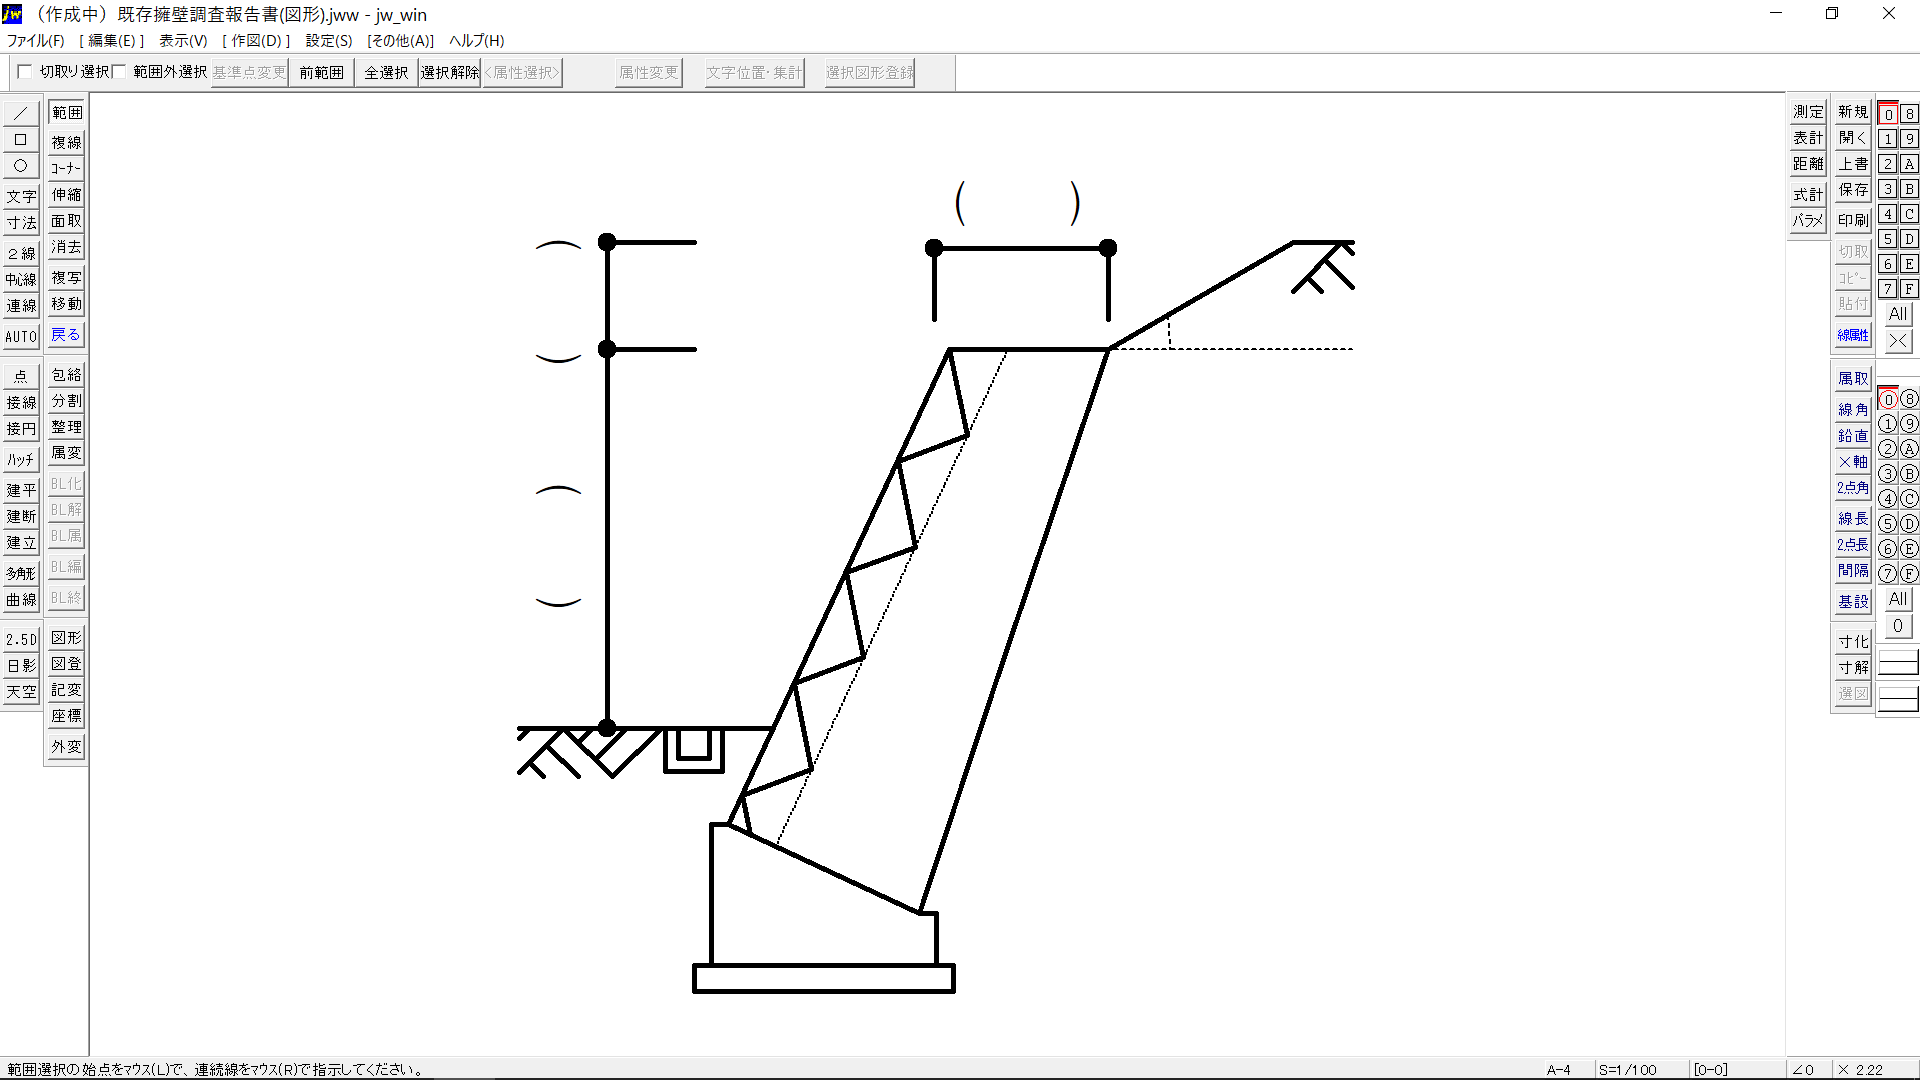 jw （作成中）既存擁壁調査報告書(図形).jww - jw_win
ファイル(F) [ 編集(E) ] 表示(V) [ 作図(D) ] 設定(S) [その他(A)] ヘルプ(H)
切取り選択 範囲外選択 基準点変更 前範囲 全選択 選択解除 <属性選択> 属性変更 文字位置･集計 選択図形登録
／
□
○
文字
寸法
２線
中心線
連線
AUTO
点
接線
接円
ハッチ
建平
建断
建立
多角形
曲線
2.5D
日影
天空
範囲
複線
コーナー
伸縮
面取
消去
複写
移動
戻る
包絡
分割
整理
属変
BL化
BL解
BL属
BL編
BL終
図形
図登
記変
座標
外変
(　　)
(　　)
(　　)
測定
表計
距離
式計
パラメ
新規
開く
上書
保存
印刷
切取
コピー
貼付
線属性
属取
線角
鉛直
×軸
2点角
線長
2点長
間隔
基設
寸化
寸解
選図
0 8
1 9
2 A
3 B
4 C
5 D
6 E
7 F
All
×
0 8
1 9
2 A
3 B
4 C
5 D
6 E
7 F
All
0
範囲選択の始点をマウス(L)で、連続線をマウス(R)で指示してください。
A-4 S=1/100 [0-0] ∠0 × 2.22